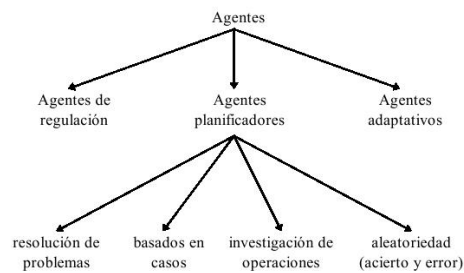 Agentes
Agentes de
regulación
Agentes
planificadores
Agentes
adaptativos
resolución de
problemas
basados en
casos
investigación de
operaciones
aleatoriedad
(acierto y error)